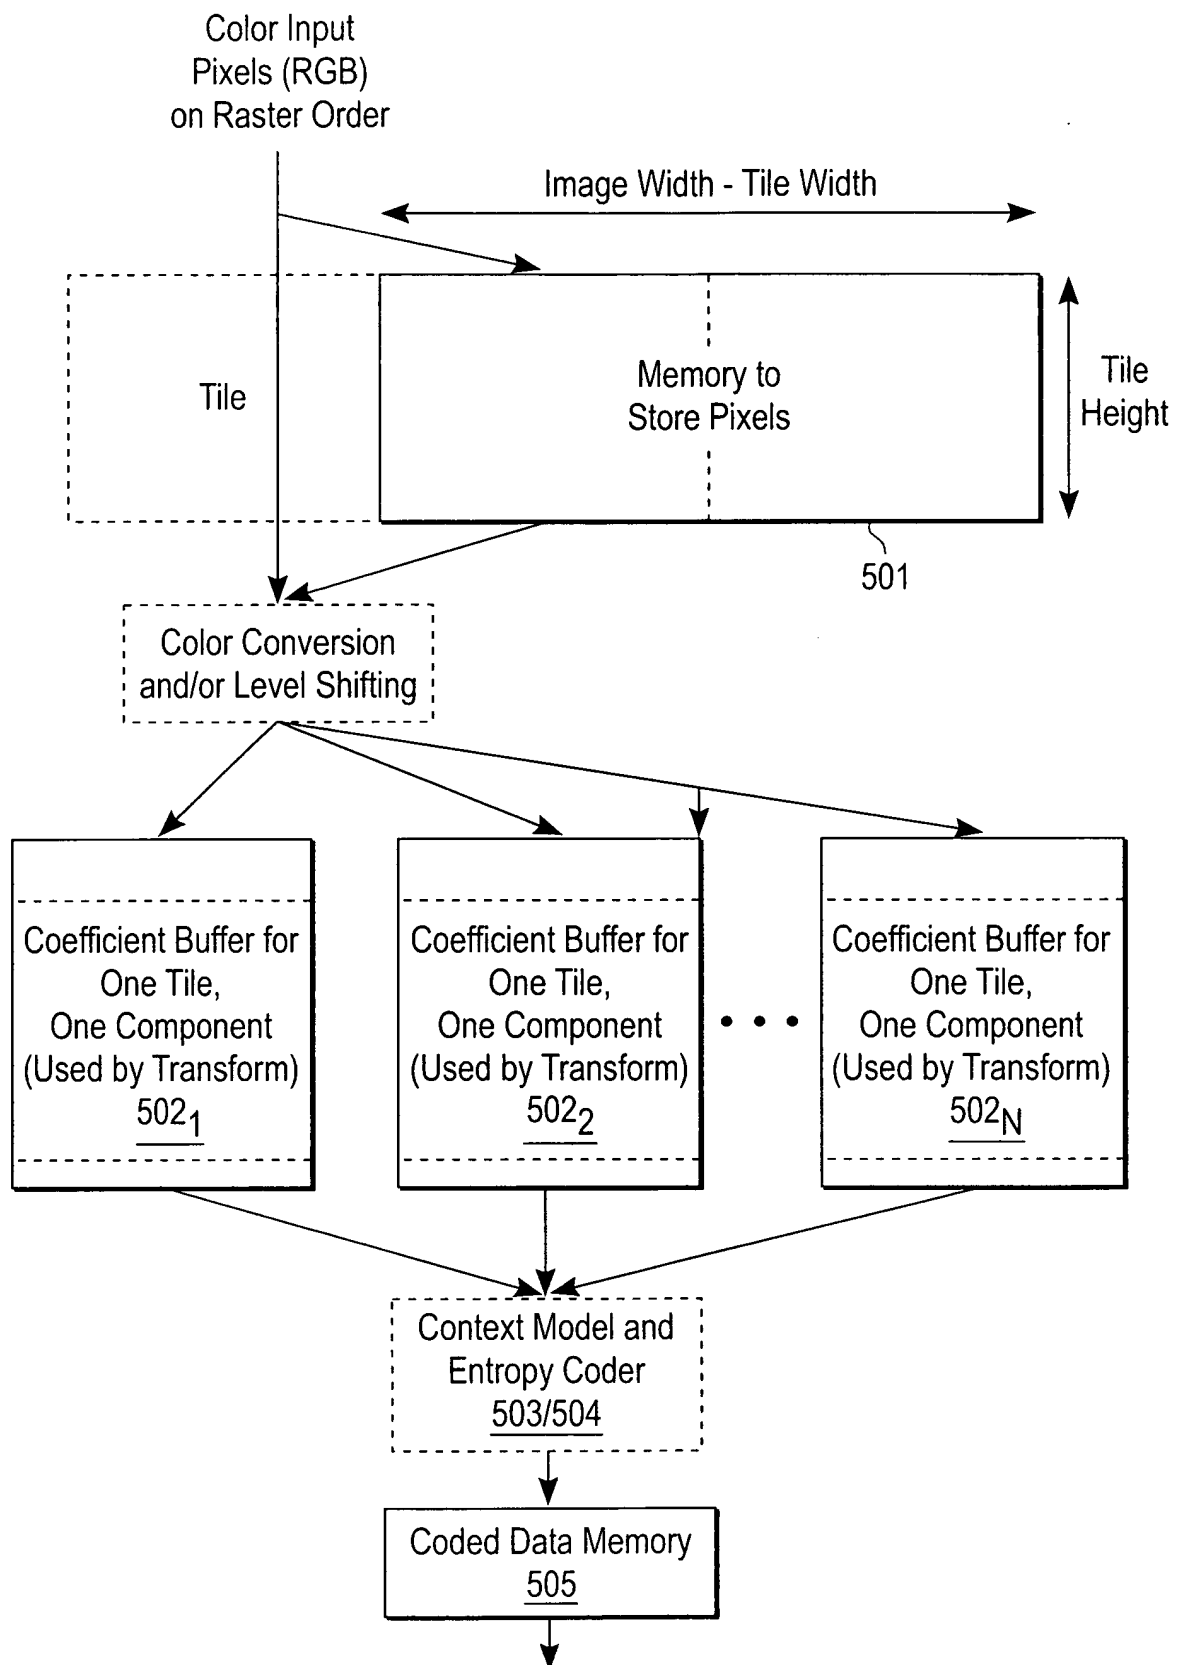 Color Input
Pixels (RGB)
on Raster Order
Image Width - Tile Width
Tile
Memory to
Store Pixels
Tile
Height
501
Color Conversion
and/or Level Shifting
Coefficient Buffer for
One Tile,
One Component
(Used by Transform)
502₁
Coefficient Buffer for
One Tile,
One Component
(Used by Transform)
502₂
Coefficient Buffer for
One Tile,
One Component
(Used by Transform)
502N
Context Model and
Entropy Coder
503/504
Coded Data Memory
505